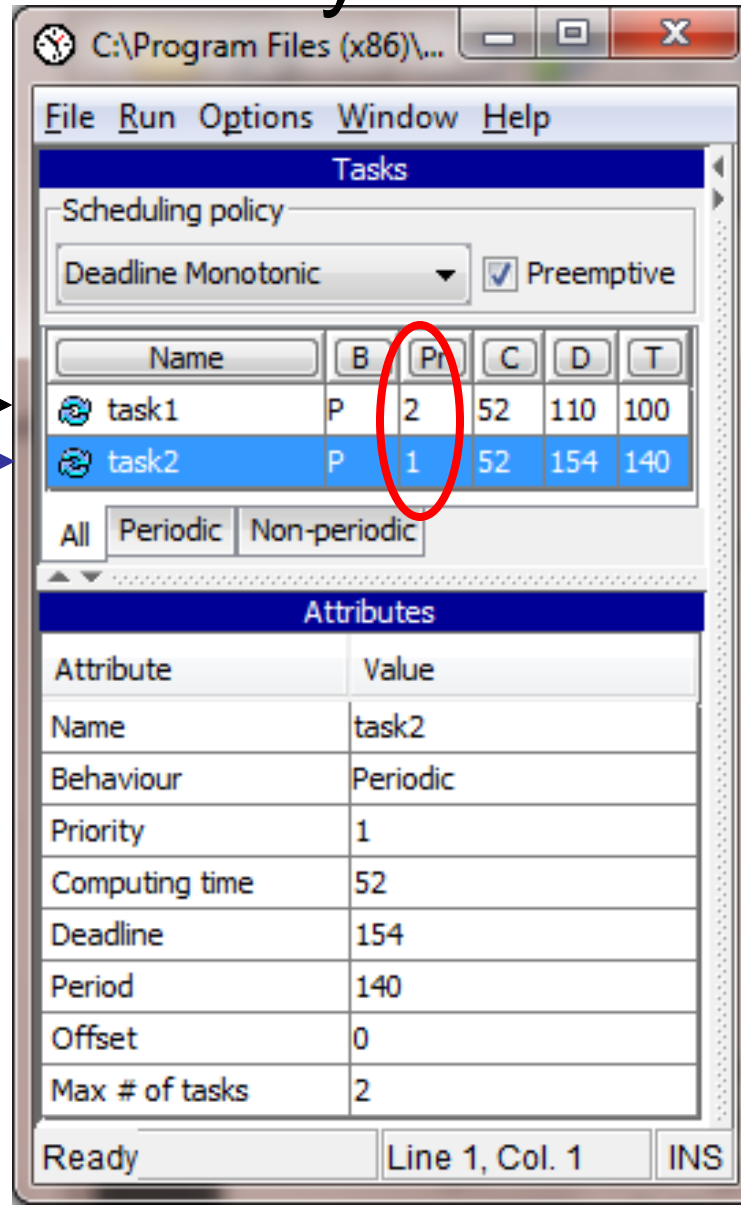 y
C:\Program Files (x86)\...
File Run Options Window Help
Tasks
Scheduling policy
Deadline Monotonic Preemptive
Name B Pr C D T
task1 P 2 52 110 100
task2 P 1 52 154 140
All Periodic Non-periodic
Attributes
Attribute Value
Name task2
Behaviour Periodic
Priority 1
Computing time 52
Deadline 154
Period 140
Offset 0
Max # of tasks 2
Ready Line 1, Col. 1 INS